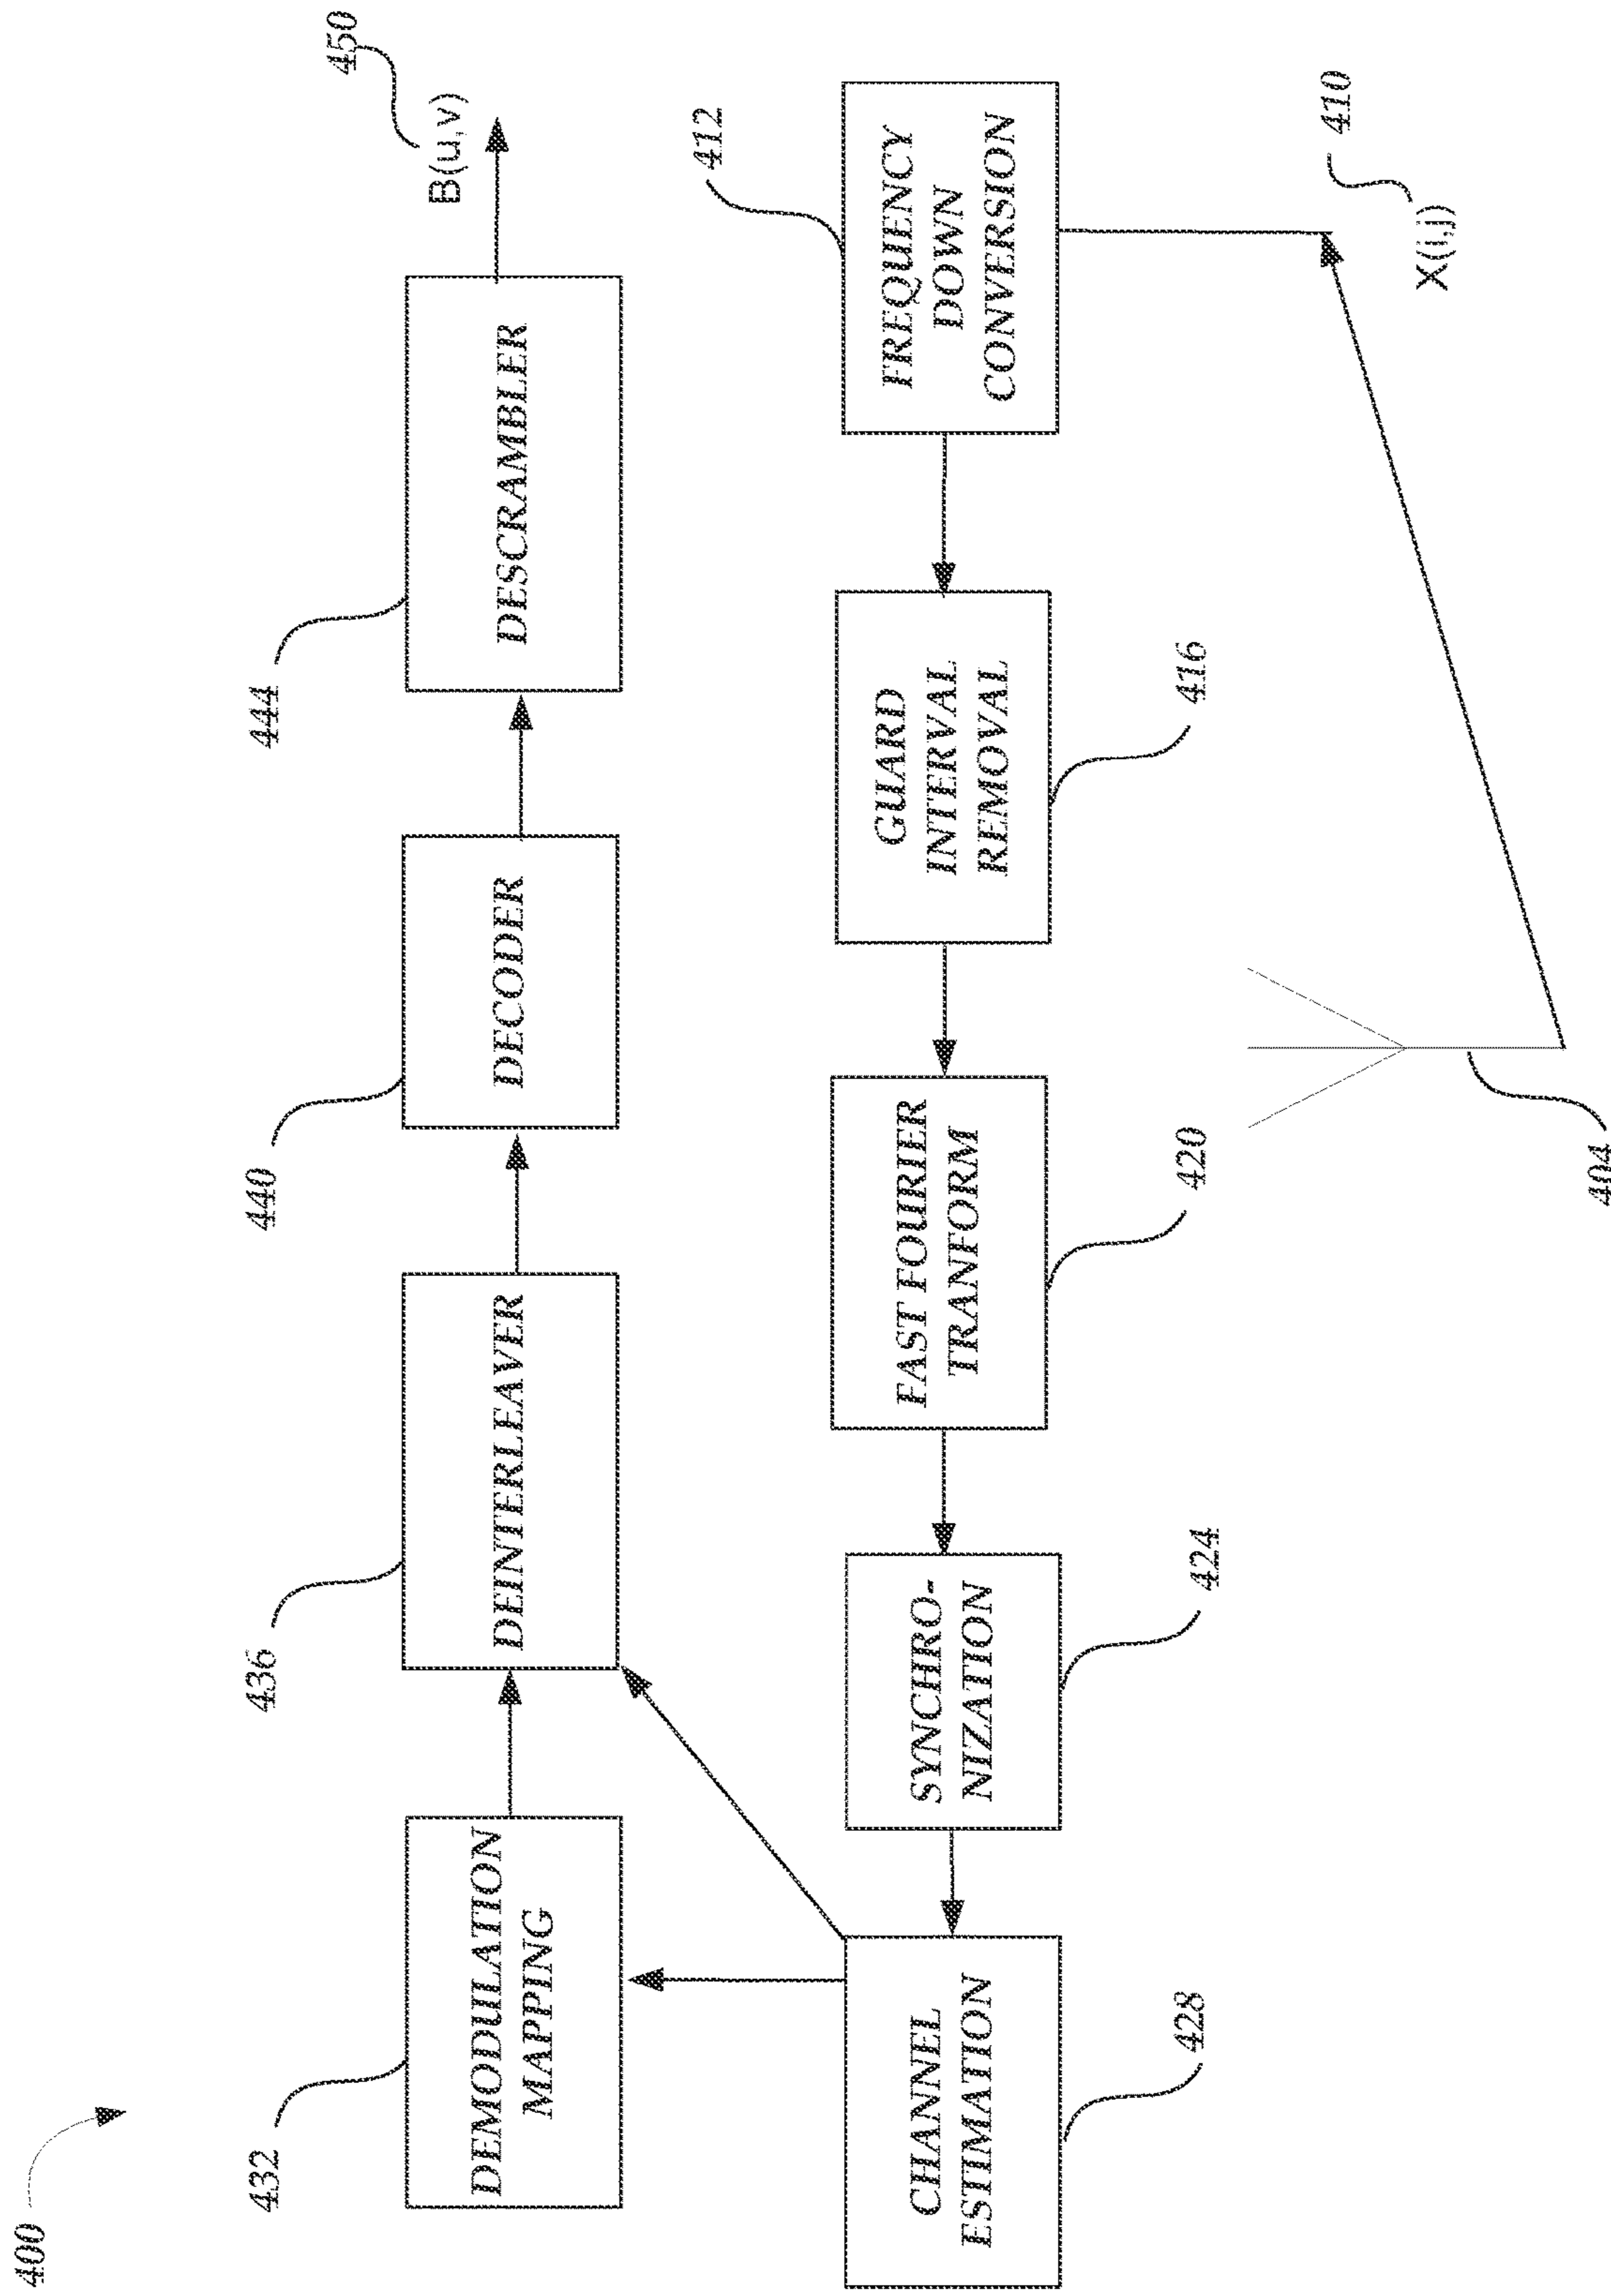 400
432
DEMODULATION
MAPPING
436
DEINTERLEAVER
440
DECODER
444
DESCRAMBLER
B(u,v)
450
CHANNEL
ESTIMATION
428
SYNCHRO-
NIZATION
424
FAST FOURIER
TRANFORM
420
GUARD
INTERVAL
REMOVAL
416
FREQUENCY
DOWN
CONVERSION
412
404
X(i,j)
410